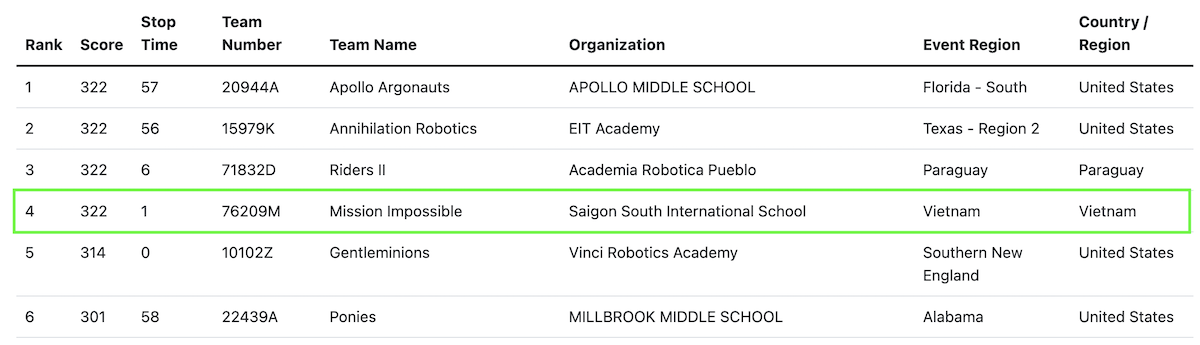 Rank Score Stop Time Team Number Team Name Organization Event Region Country / Region
1 322 57 20944A Apollo Argonauts APOLLO MIDDLE SCHOOL Florida - South United States
2 322 56 15979K Annihilation Robotics EIT Academy Texas - Region 2 United States
3 322 6 71832D Riders II Academia Robotica Pueblo Paraguay Paraguay
4 322 1 76209M Mission Impossible Saigon South International School Vietnam Vietnam
5 314 0 10102Z Gentleminions Vinci Robotics Academy Southern New England United States
6 301 58 22439A Ponies MILLBROOK MIDDLE SCHOOL Alabama United States